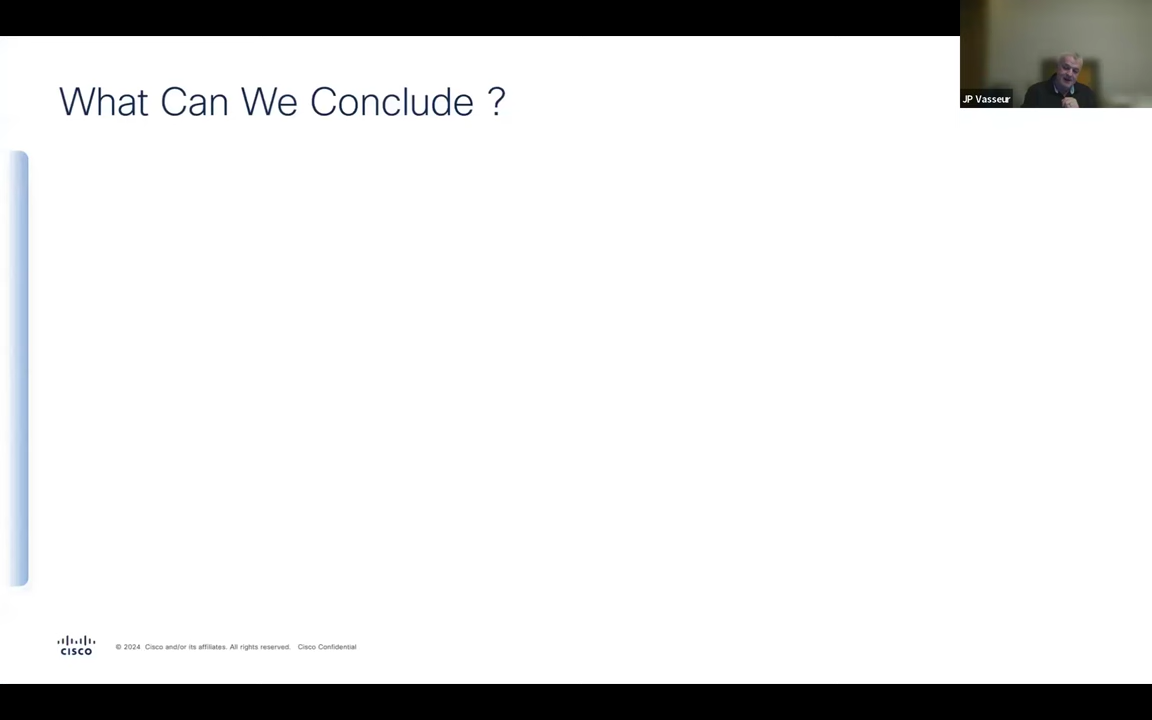 What Can We Conclude ?
JP Vasseur
CISCO
© 2024 Cisco and/or its affiliates. All rights reserved. Cisco Confidential